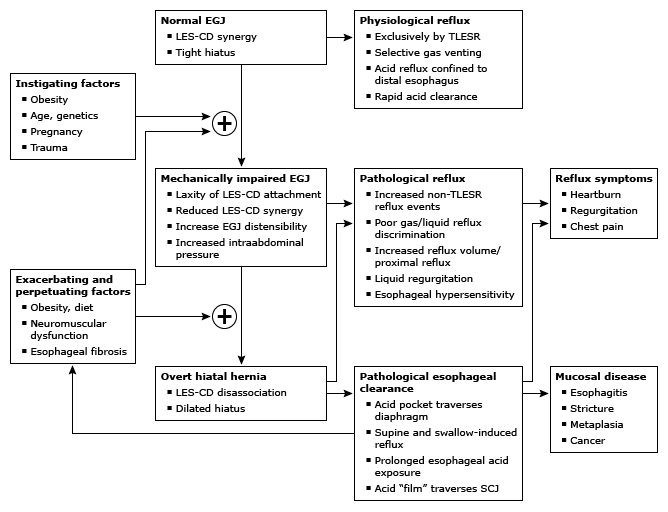 Normal EGJ
▪ LES-CD synergy
▪ Tight hiatus
Physiological reflux
▪ Exclusively by TLESR
▪ Selective gas venting
▪ Acid reflux confined to
distal esophagus
▪ Rapid acid clearance
Instigating factors
▪ Obesity
▪ Age, genetics
▪ Pregnancy
▪ Trauma
+
Mechanically impaired EGJ
▪ Laxity of LES-CD attachment
▪ Reduced LES-CD synergy
▪ Increase EGJ distensibility
▪ Increased intraabdominal
pressure
Pathological reflux
▪ Increased non-TLESR
reflux events
▪ Poor gas/liquid reflux
discrimination
▪ Increased reflux volume/
proximal reflux
▪ Liquid regurgitation
▪ Esophageal hypersensitivity
Reflux symptoms
▪ Heartburn
▪ Regurgitation
▪ Chest pain
Exacerbating and
perpetuating factors
▪ Obesity, diet
▪ Neuromuscular
dysfunction
▪ Esophageal fibrosis
+
Overt hiatal hernia
▪ LES-CD disassociation
▪ Dilated hiatus
Pathological esophageal
clearance
▪ Acid pocket traverses
diaphragm
▪ Supine and swallow-induced
reflux
▪ Prolonged esophageal acid
exposure
▪ Acid “film” traverses SCJ
Mucosal disease
▪ Esophagitis
▪ Stricture
▪ Metaplasia
▪ Cancer